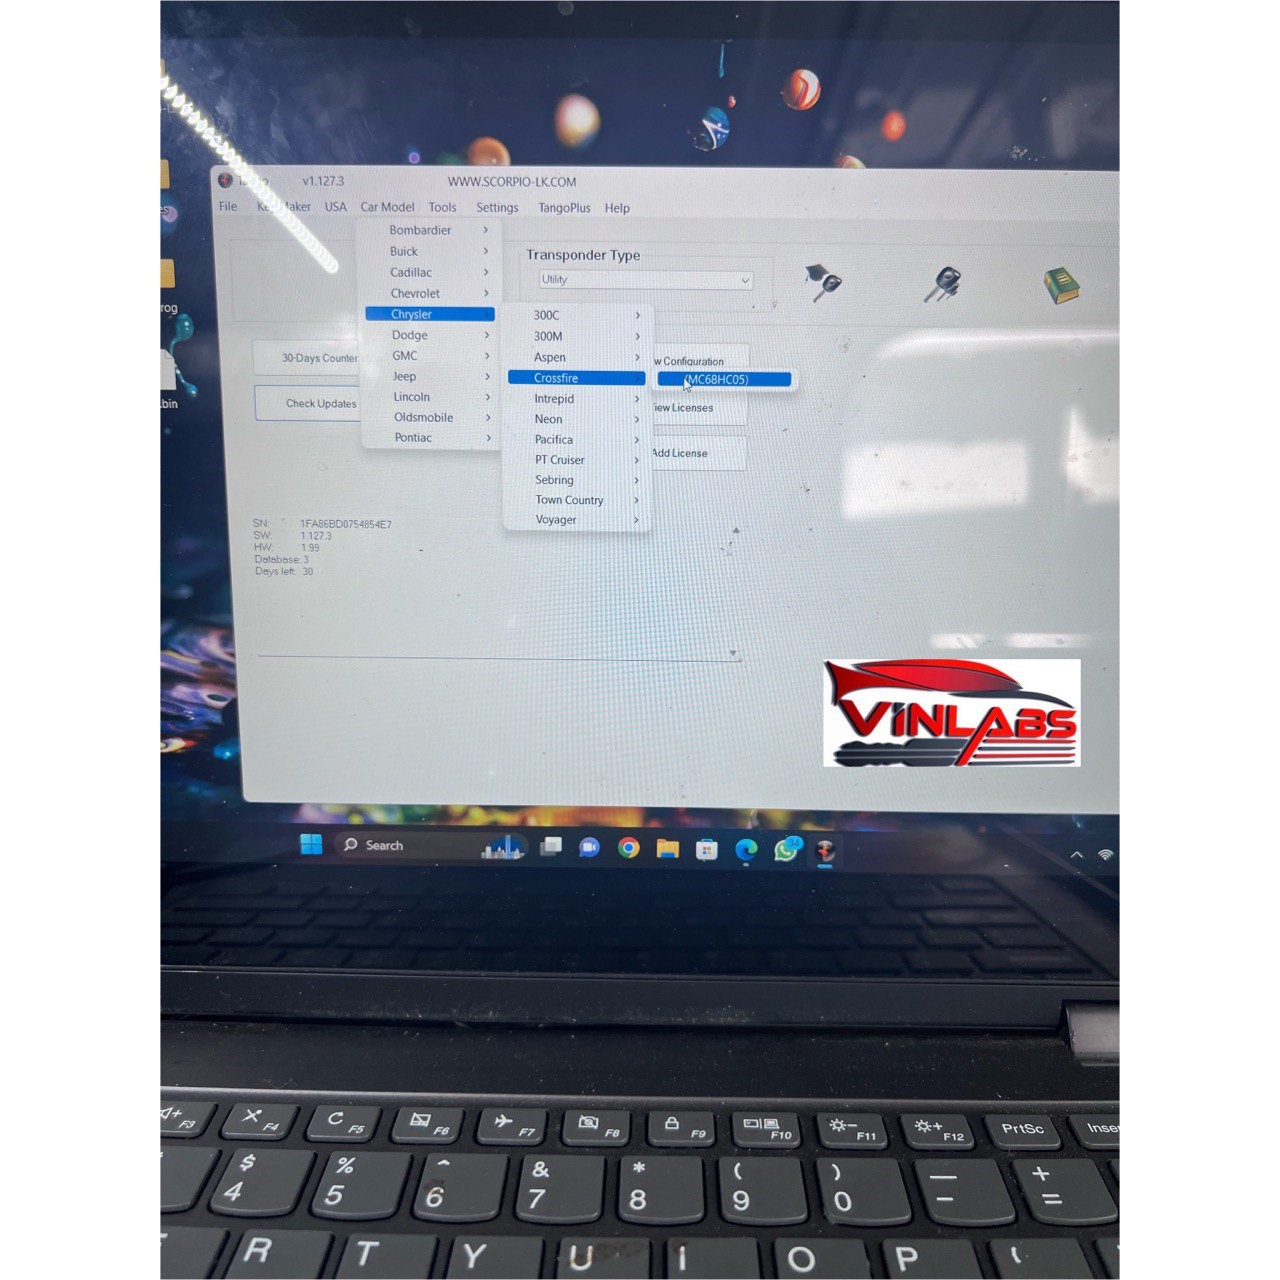 v1.127.3 WWW.SCORPIO-LK.COM
File USA Car Model Tools Settings TangoPlus Help
Bombardier
Buick
Cadillac
Chevrolet
Chrysler
Dodge
GMC
Jeep
Lincoln
Oldsmobile
Pontiac
Transponder Type
Utility
300C
300M
Aspen
Crossfire
Intrepid
Neon
Pacifica
PT Cruiser
Sebring
Town Country
Voyager
(MC68HC05)
30-Days Counter
Check Updates
w Configuration
iew Licenses
Add License
rog
.bin
SN: 1FA86BD0754854E7
SW: 1.127.3
HW: 1.99
Database: 3
Days left: 30
VINLABS
Search
F3 F4 F5 F6 F7 F8 F9 F10 F11 F12 PrtSc Inse
$ % ^ & * ( ) — +
4 5 6 7 8 9 0 - =
R T Y U I O P